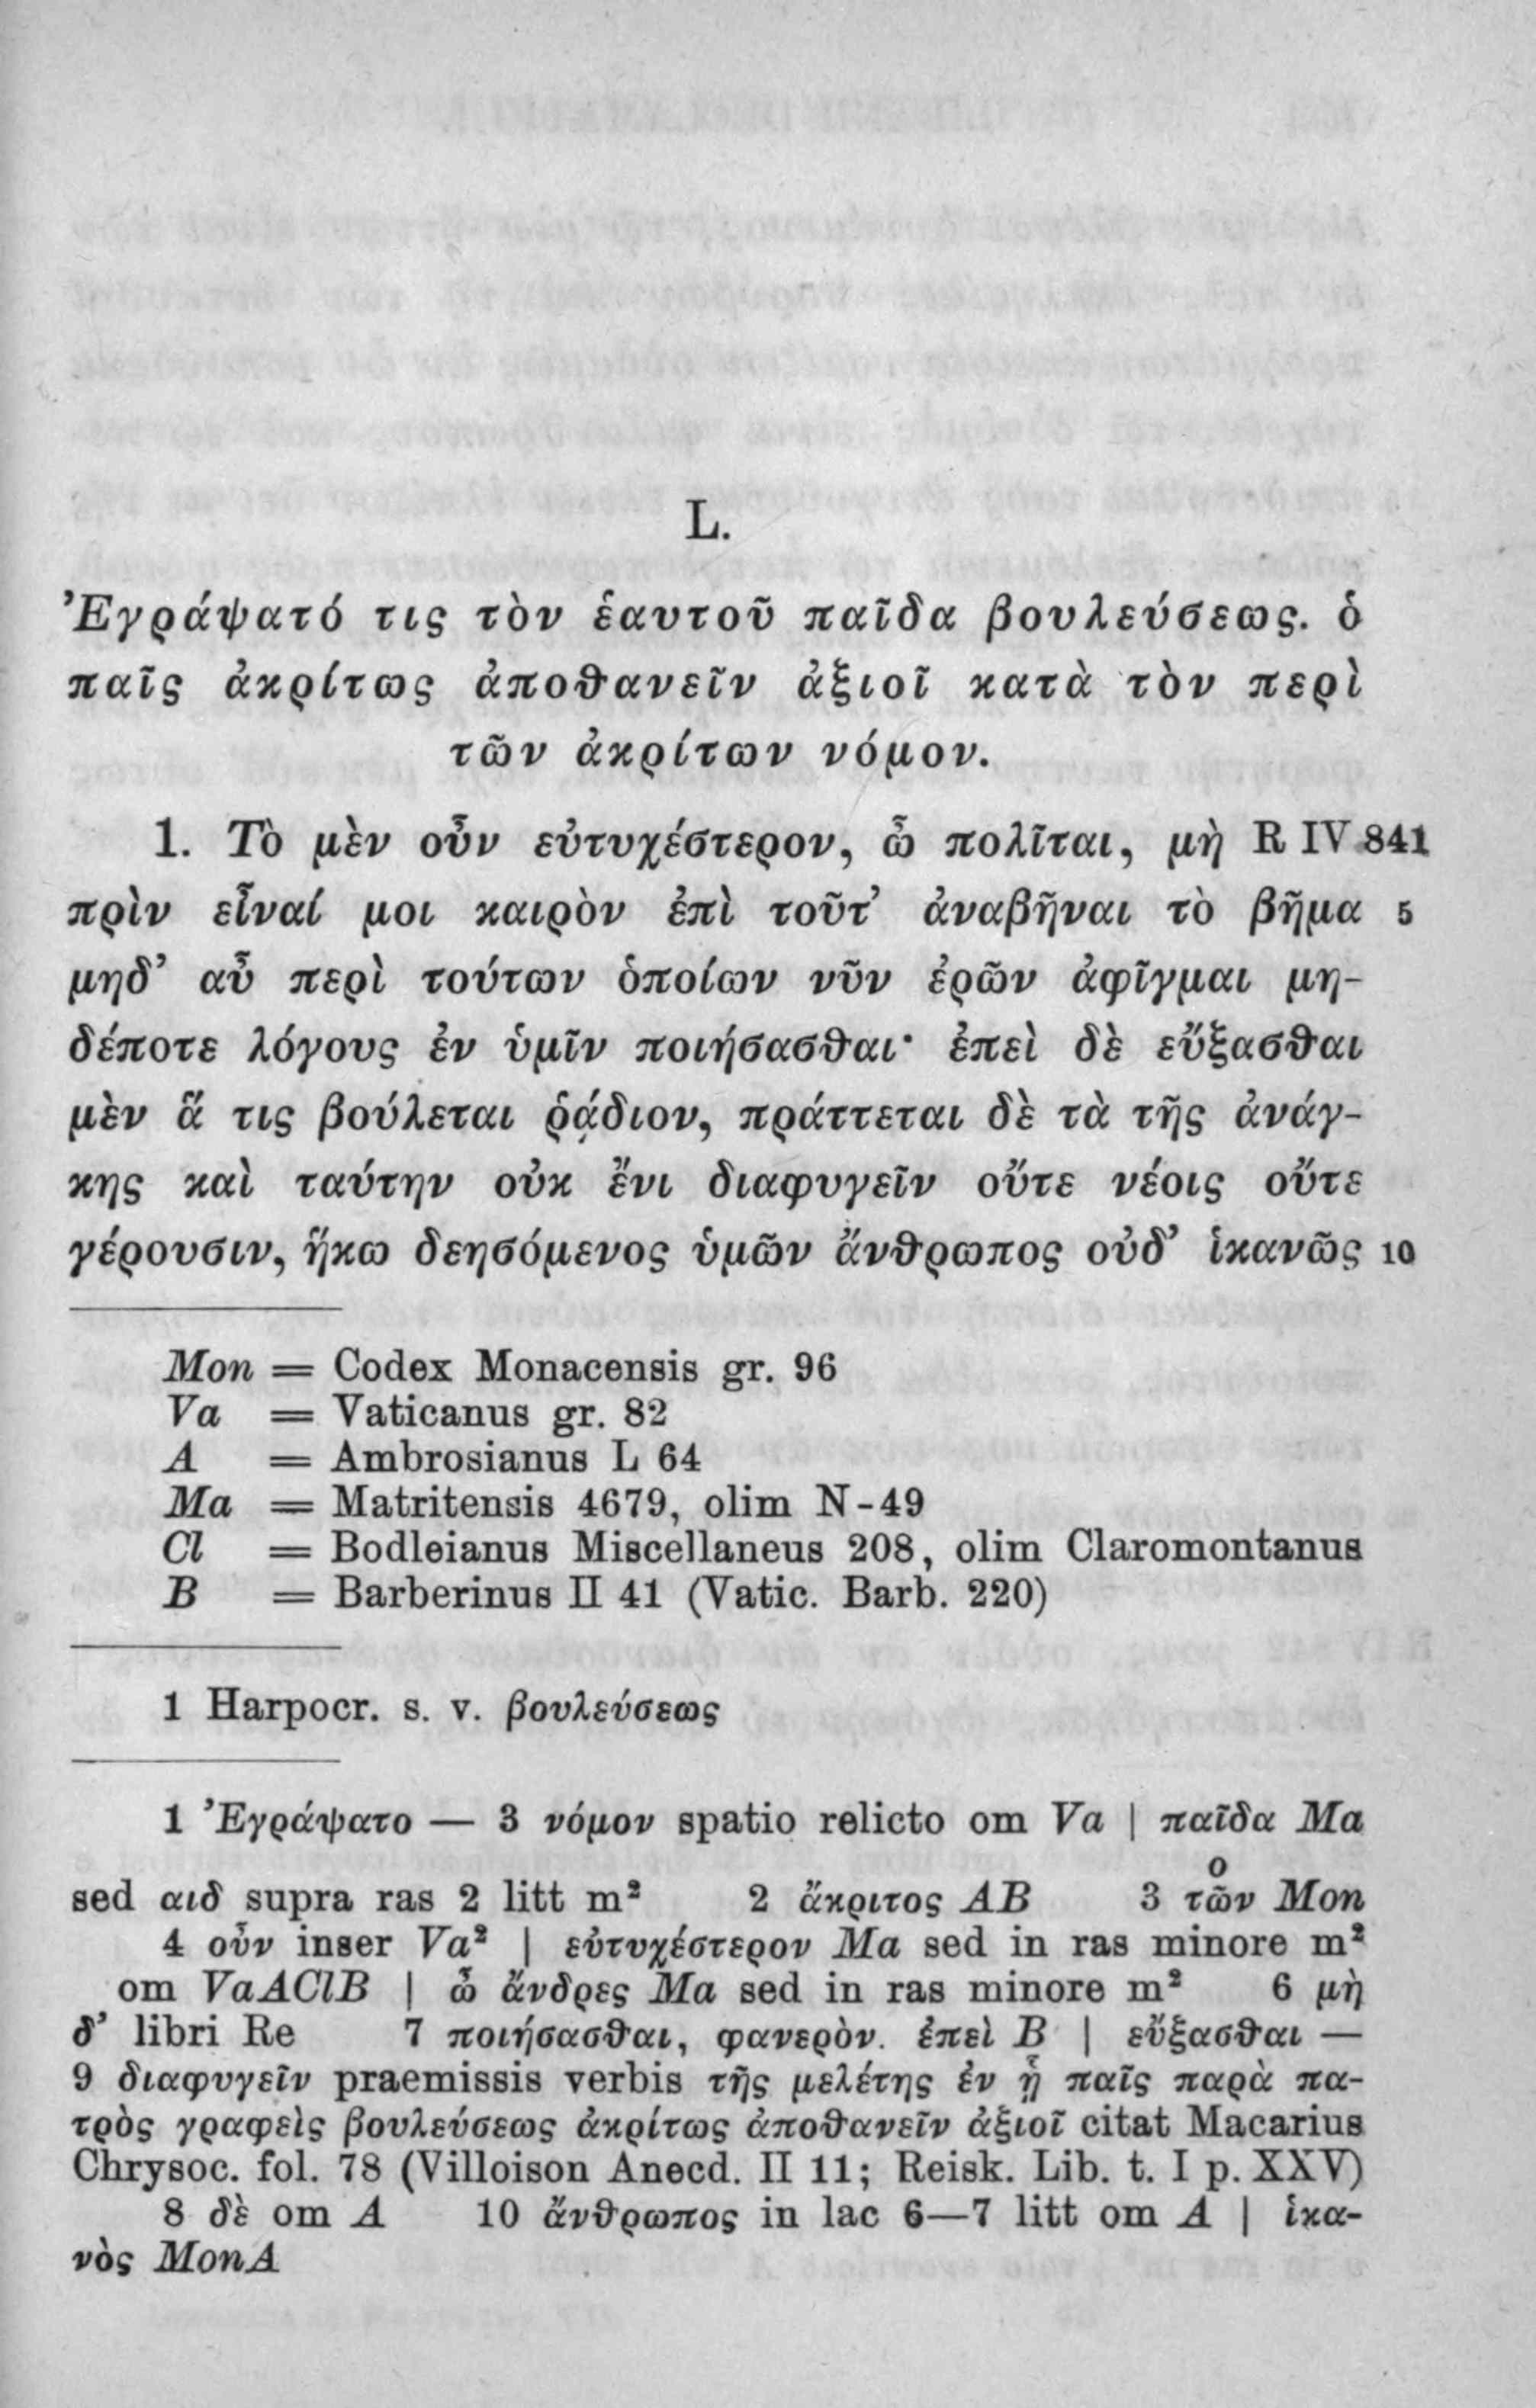 L.
Ἐγράψατό τις τὸν ἑαυτοῦ παῖδα βουλεύσεως. ὁ
παῖς ἀκρίτως ἀποθανεῖν ἀξιοῖ κατὰ τὸν περὶ
τῶν ἀκρίτων νόμον.
1. Τὸ μὲν οὖν εὐτυχέστερον, ὦ πολῖται, μὴ R IV 841
πρὶν εἶναί μοι καιρὸν ἐπὶ τοῦτ’ ἀναβῆναι τὸ βῆμα 5
μηδ’ αὖ περὶ τούτων ὁποίων νῦν ἐρῶν ἀφῖγμαι μη-
δέποτε λόγους ἐν ὑμῖν ποιήσασθαι· ἐπεὶ δὲ εὔξασθαι
μὲν ἅ τις βούλεται ῥᾴδιον, πράττεται δὲ τὰ τῆς ἀνάγ-
κης καὶ ταύτην οὐκ ἔνι διαφυγεῖν οὔτε νέοις οὔτε
γέρουσιν, ἥκω δεησόμενος ὑμῶν ἄνθρωπος οὐδ’ ἱκανῶς 10
Mon = Codex Monacensis gr. 96
Va = Vaticanus gr. 82
A = Ambrosianus L 64
Ma = Matritensis 4679, olim N-49
Cl = Bodleianus Miscellaneus 208, olim Claromontanus
B = Barberinus II 41 (Vatic. Barb. 220)
1 Harpocr. s. v. βουλεύσεως
1 Ἐγράψατο — 3 νόμον spatio relicto om Va | παῖδα Ma
sed αιδ supra ras 2 litt m² 2 ἄκριτος AB 3 τῶν̊ Mon
4 οὖν inser Va² | εὐτυχέστερον Ma sed in ras minore m²
om VaAClB | ὦ ἄνδρες Ma sed in ras minore m² 6 μὴ
δ’ libri Re 7 ποιήσασθαι, φανερὸν. ἐπεὶ B | εὔξασθαι —
9 διαφυγεῖν praemissis verbis τῆς μελέτης ἐν ᾗ παῖς παρὰ πα-
τρὸς γραφεὶς βουλεύσεως ἀκρίτως ἀποθανεῖν ἀξιοῖ citat Macarius
Chrysoc. fol. 78 (Villoison Anecd. II 11; Reisk. Lib. t. I p. XXV)
8 δὲ om A 10 ἄνθρωπος in lac 6—7 litt om A | ἱκα-
νὸς MonA